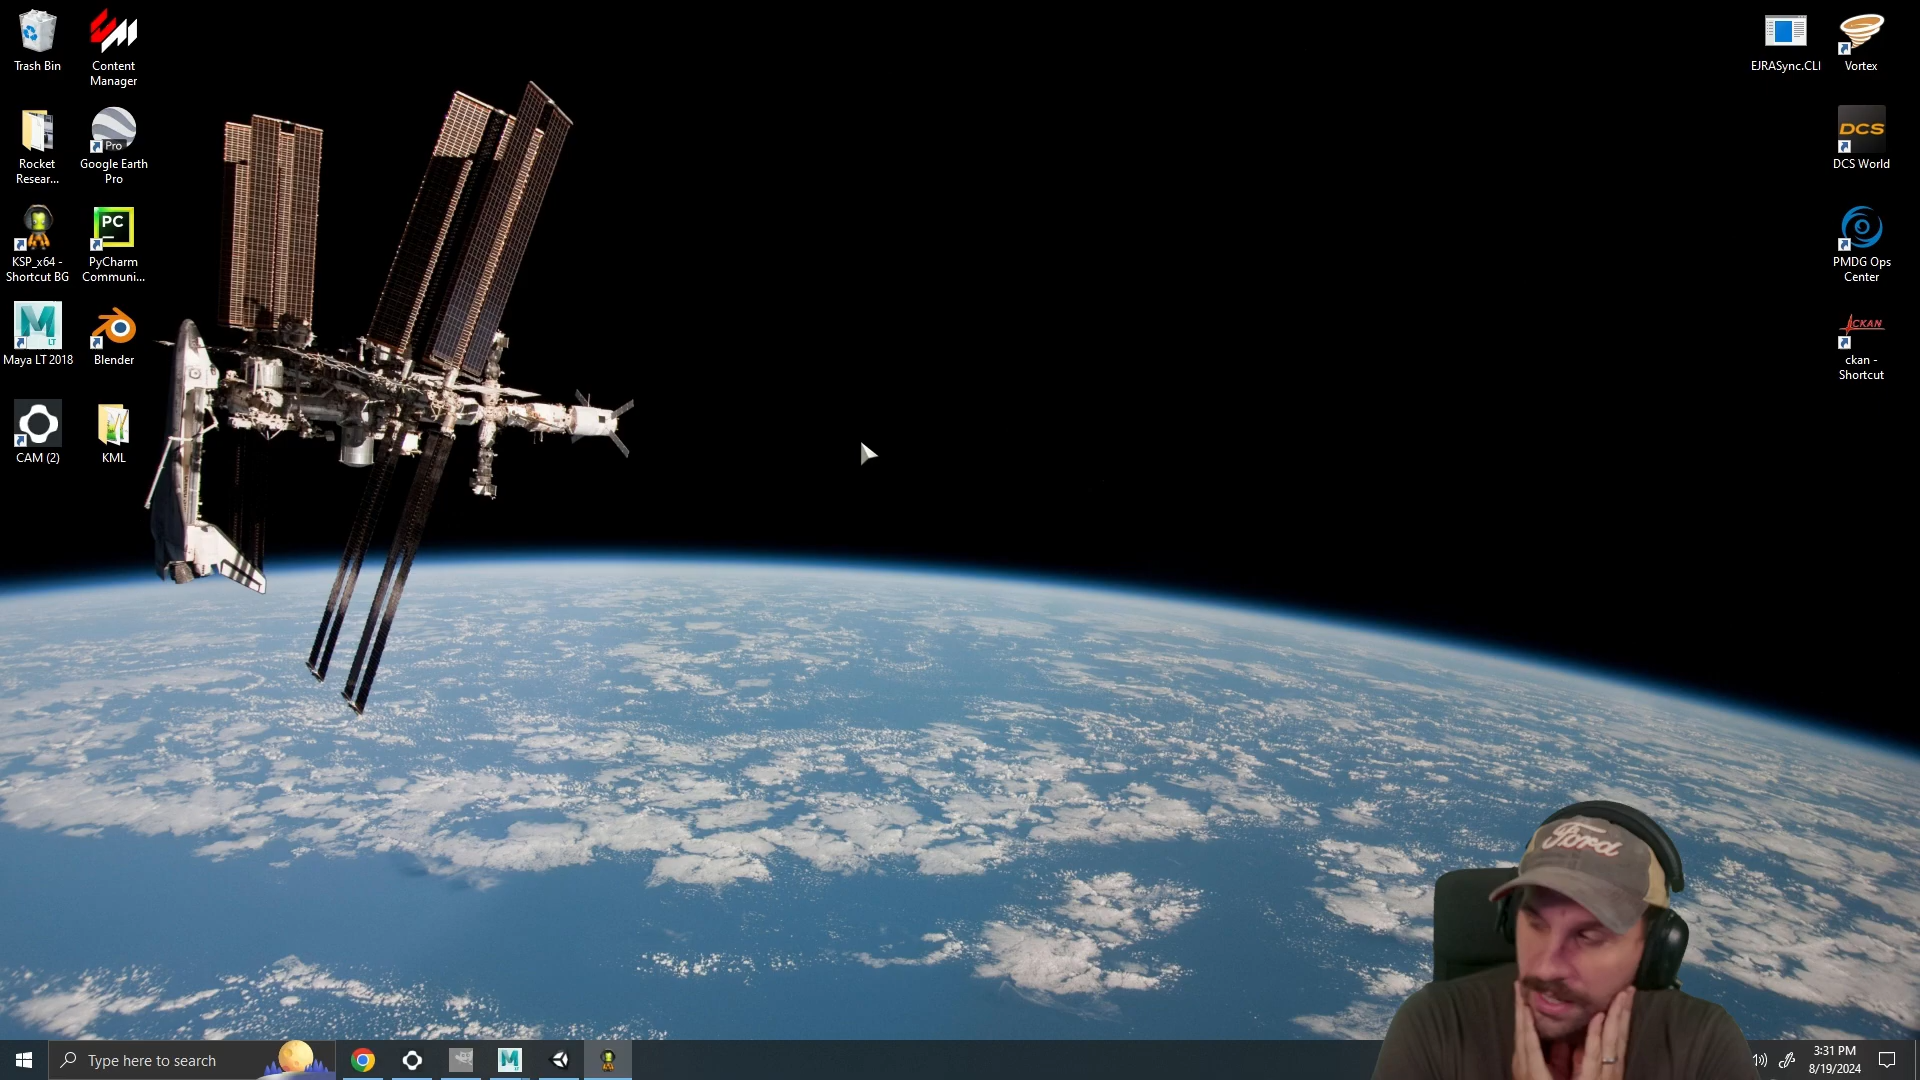 Trash Bin
Content
Manager
EJRASync.CLI
Vortex
Rocket
Resear...
Pro
Google Earth
Pro
DCS
DCS World
KSP_x64 -
Shortcut BG
PC
PyCharm
Communi...
PMDG Ops
Center
M
LT
Maya LT 2018
Blender
CKAN
ckan -
Shortcut
CAM (2)
KML
Ford
Type here to search
M
3:31 PM
8/19/2024